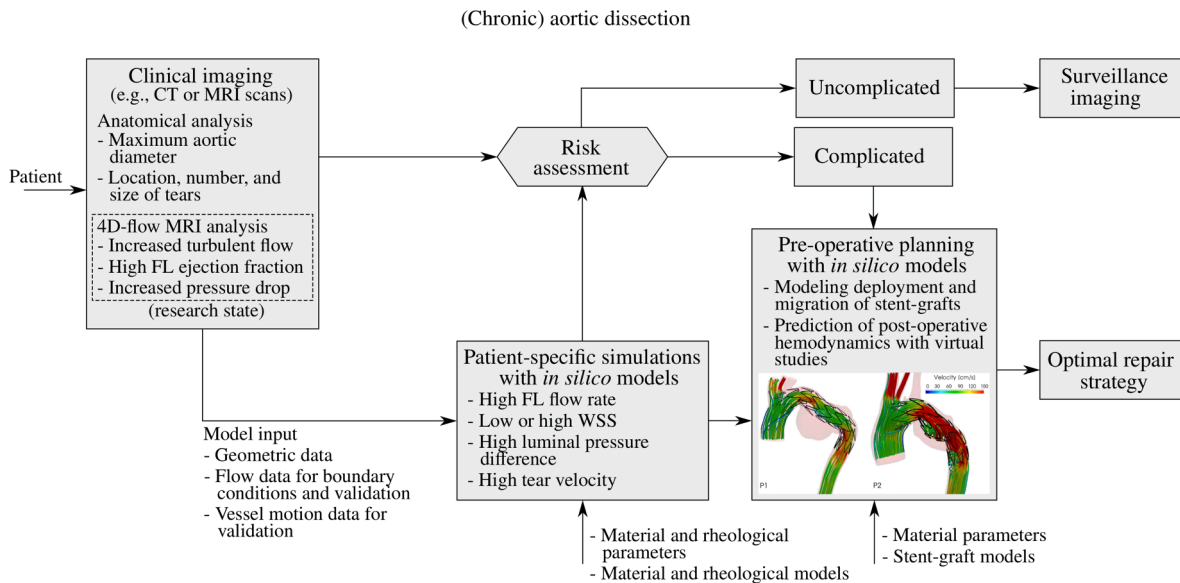 (Chronic) aortic dissection
Patient
Clinical imaging
(e.g., CT or MRI scans)
Anatomical analysis
- Maximum aortic
diameter
- Location, number, and
size of tears
4D-flow MRI analysis
- Increased turbulent flow
- High FL ejection fraction
- Increased pressure drop
(research state)
Risk
assessment
Uncomplicated
Surveillance
imaging
Complicated
Model input
- Geometric data
- Flow data for boundary
conditions and validation
- Vessel motion data for
validation
Patient-specific simulations
with in silico models
- High FL flow rate
- Low or high WSS
- High luminal pressure
difference
- High tear velocity
- Material and rheological
parameters
- Material and rheological models
Pre-operative planning
with in silico models
- Modeling deployment and
migration of stent-grafts
- Prediction of post-operative
hemodynamics with virtual
studies
Velocity (cm/s)
0 30 60 90 120 150
P1
P2
- Material parameters
- Stent-graft models
Optimal repair
strategy